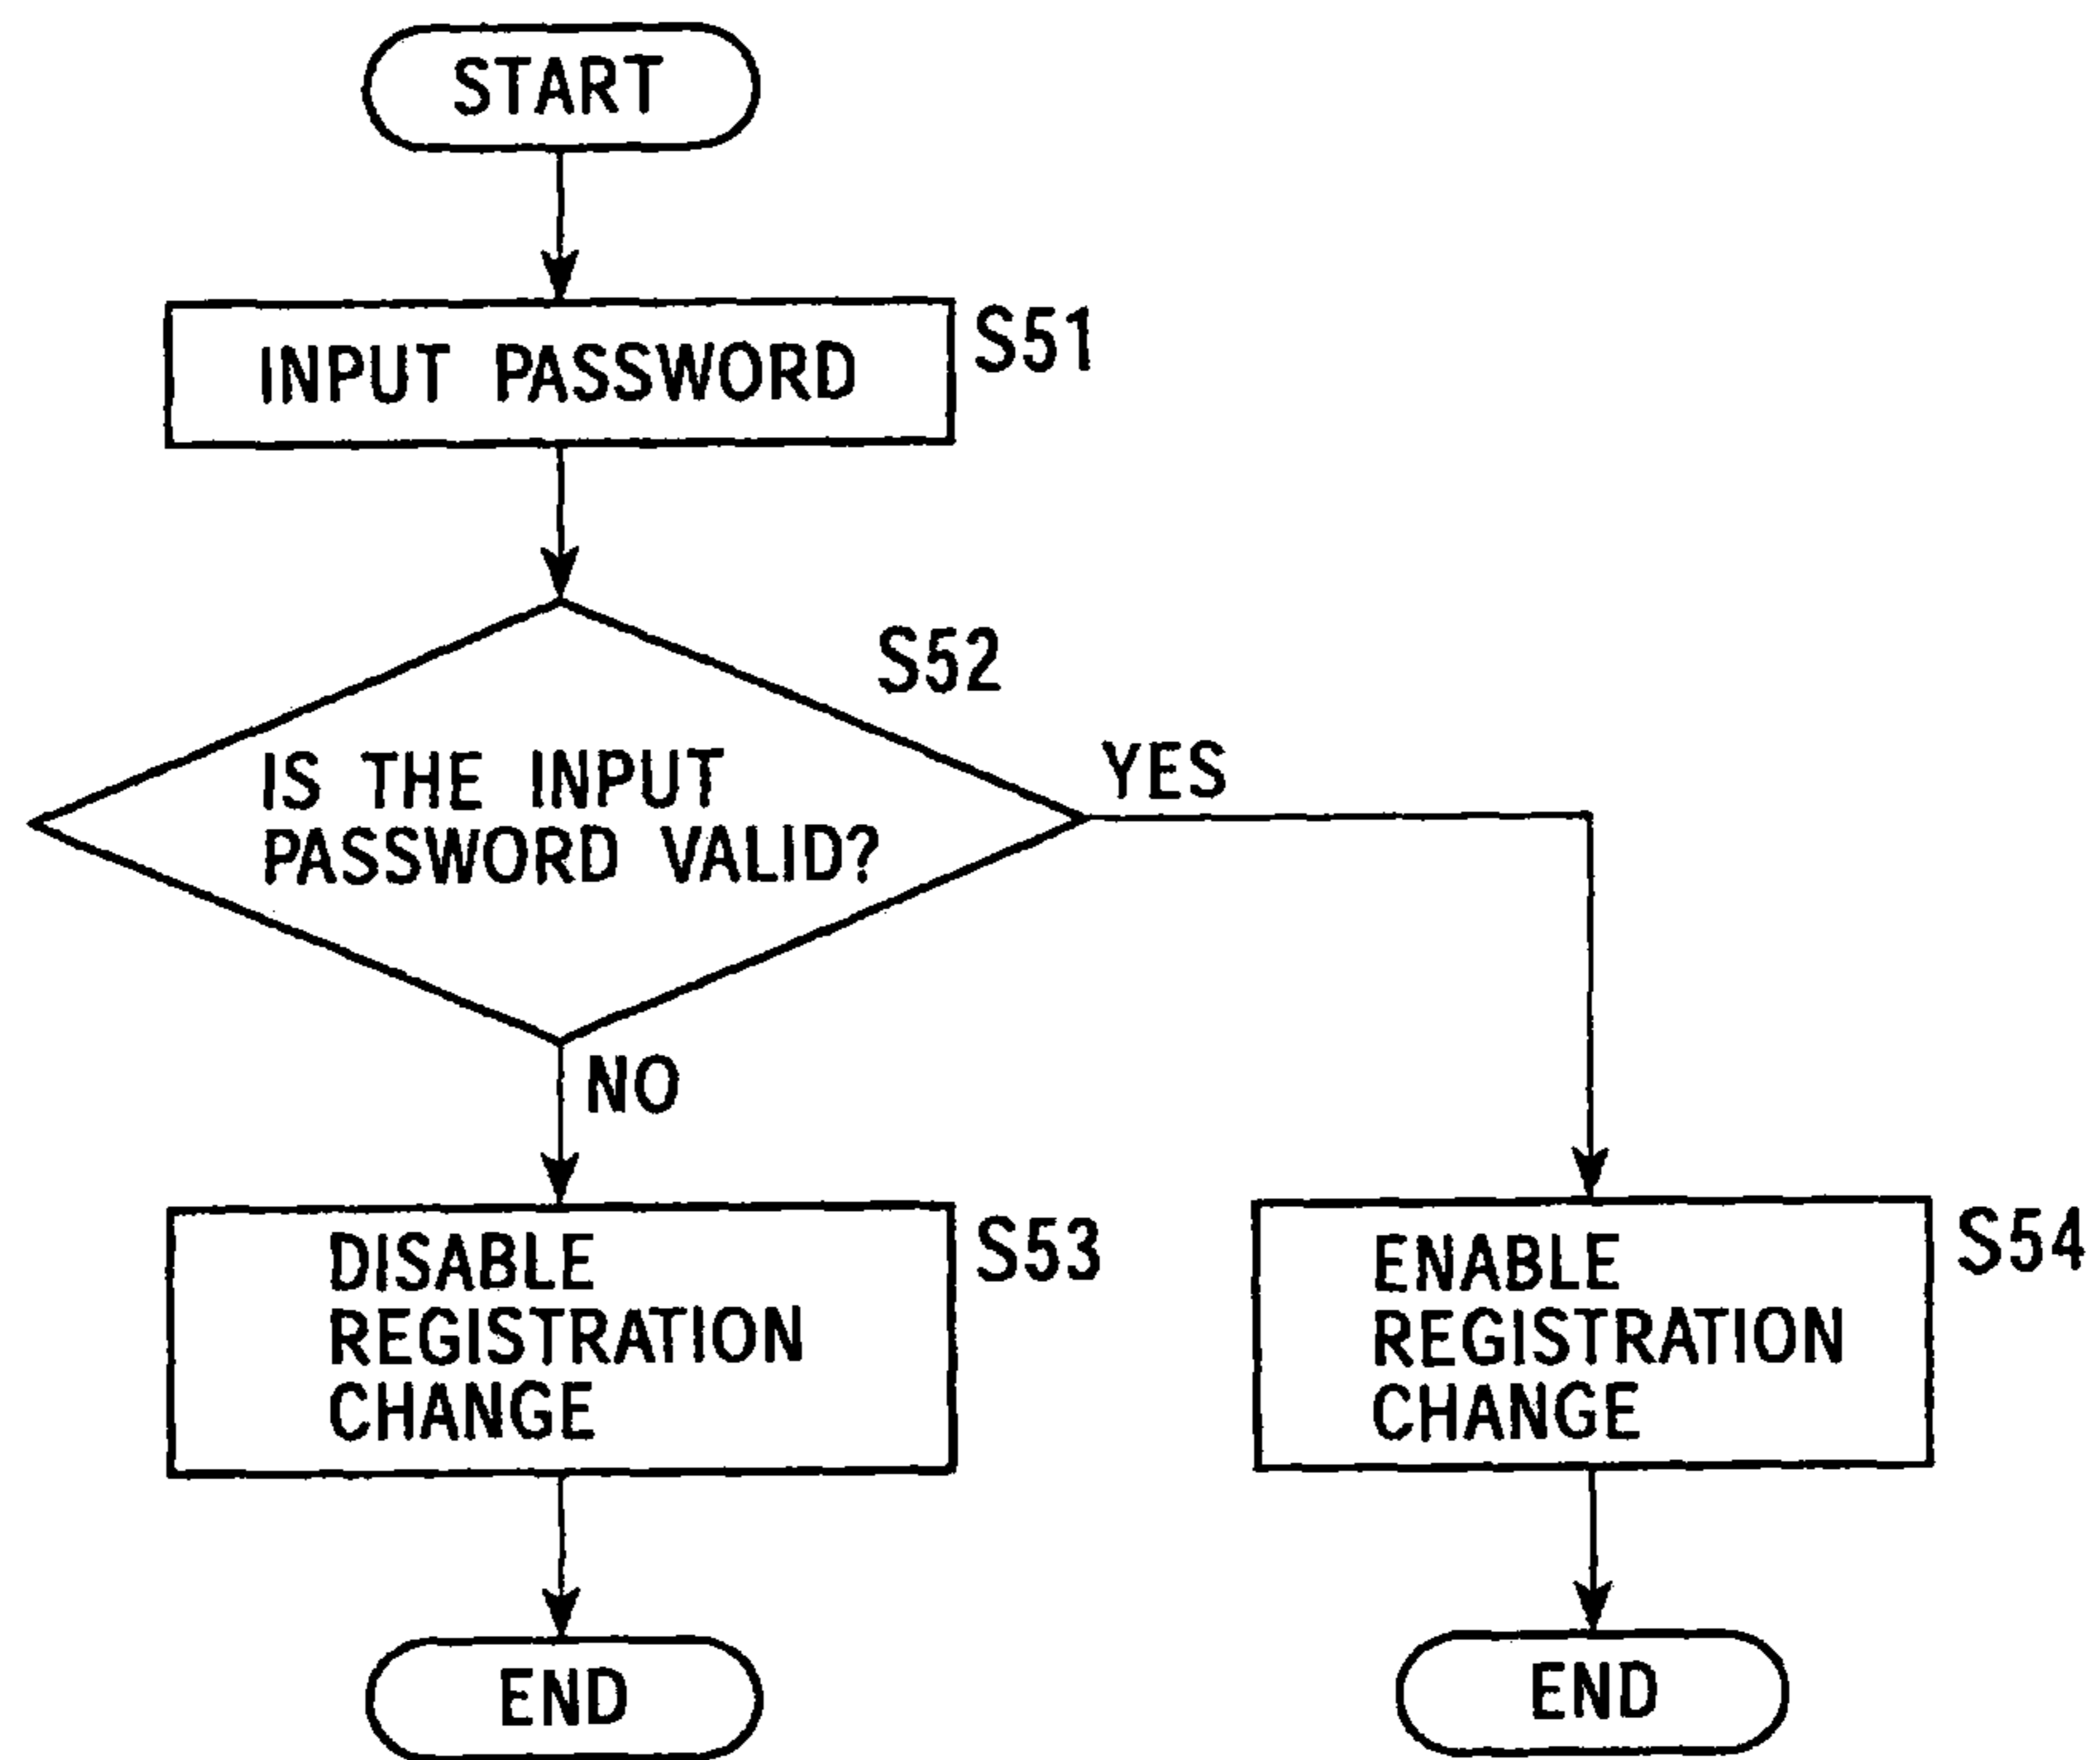 START
INPUT PASSWORD
S51
S52
IS THE INPUT
PASSWORD VALID?
YES
NO
DISABLE
REGISTRATION
CHANGE
S53
ENABLE
REGISTRATION
CHANGE
S54
END
END